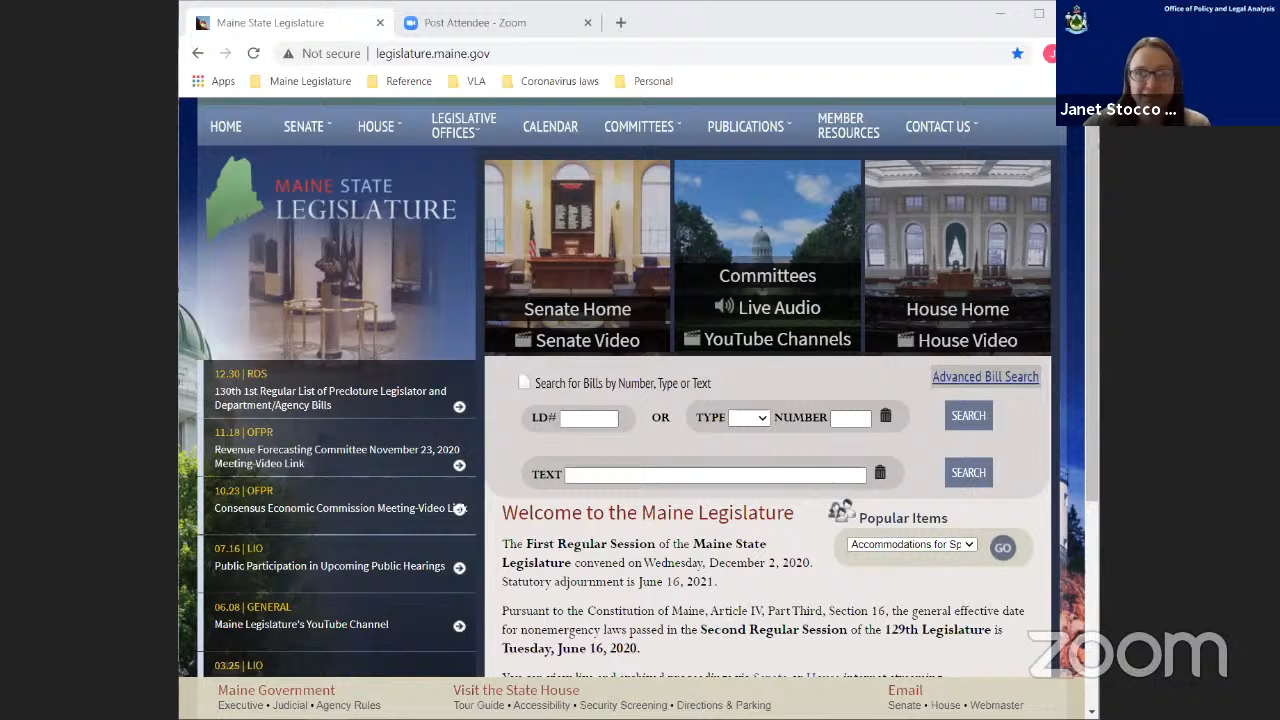 Maine State Legislature
Post Attendee - Zoom
Office of Policy and Legal Analysis
Not secure | legislature.maine.gov
Janet Stocco ...
Apps
Maine Legislature
Reference
VLA
Coronavirus laws
Personal
HOME
SENATE
HOUSE
LEGISLATIVE
OFFICES
CALENDAR
COMMITTEES
PUBLICATIONS
MEMBER
RESOURCES
CONTACT US
MAINE STATE
LEGISLATURE
Senate Home
Senate Video
Committees
Live Audio
YouTube Channels
House Home
House Video
12.30 | ROS
130th 1st Regular List of Precloture Legislator and
Department/Agency Bills
11.18 | OFPR
Revenue Forecasting Committee November 23, 2020
Meeting-Video Link
10.23 | OFPR
Consensus Economic Commission Meeting-Video
07.16 | LIO
Public Participation in Upcoming Public Hearings
06.08 | GENERAL
Maine Legislature's YouTube Channel
03.25 | LIO
Search for Bills by Number, Type or Text
Advanced Bill Search
LD#
OR
TYPE
NUMBER
SEARCH
TEXT
SEARCH
Welcome to the Maine Legislature
Popular Items
Accommodations for Sp
GO
The First Regular Session of the Maine State
Legislature convened on Wednesday, December 2, 2020.
Statutory adjournment is June 16, 2021.
Pursuant to the Constitution of Maine, Article IV, Part Third, Section 16, the general effective date
for nonemergency laws passed in the Second Regular Session of the 129th Legislature is
Tuesday, June 16, 2020.
zoom
Maine Government
Executive • Judicial • Agency Rules
Visit the State House
Tour Guide • Accessibility • Security Screening • Directions & Parking
Email
Senate • House • Webmaster